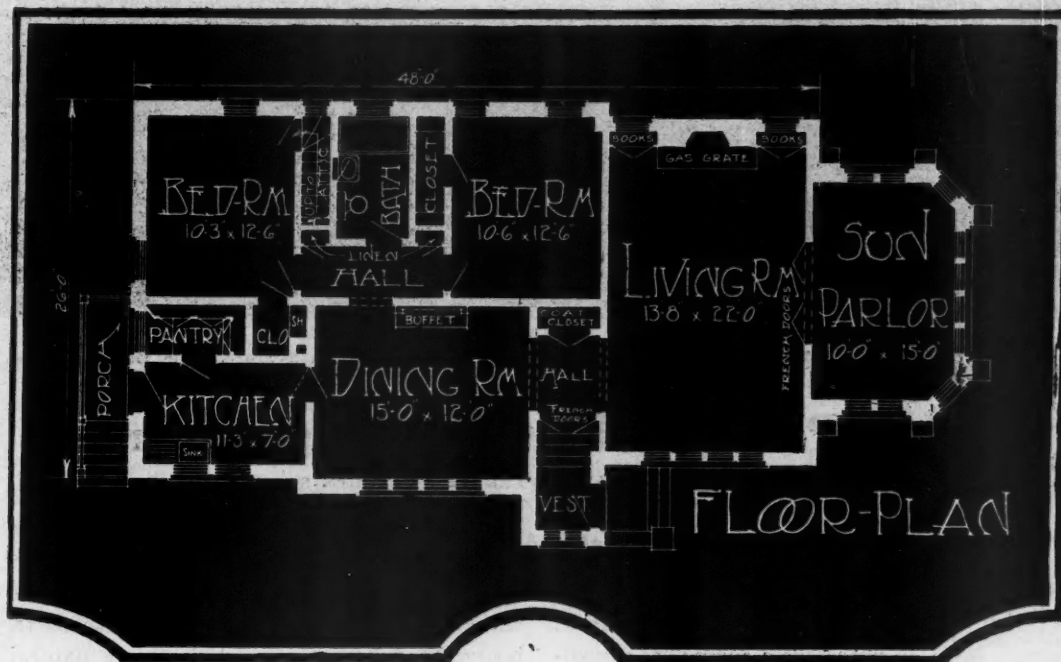 48'-0"
26'-0"
BED-RM
10'-3" x 12'-6"
UP TO
ATTIC
BATH
CLOSET
BED-RM
10'-6" x 12'-6"
LINEN
HALL
BOOKS
GAS GRATE
BOOKS
LIVING RM
13'-8" x 22'-0"
FRENCH DOORS
SUN
PARLOR
10'-0" x 15'-0"
PORCH
PANTRY
CLO
SH
BUFFET
COAT
CLOSET
KITCHEN
11'-3" x 7'-0"
SINK
DINING RM
15'-0" x 12'-0"
HALL
FRENCH
DOORS
VEST.
FLOOR-PLAN